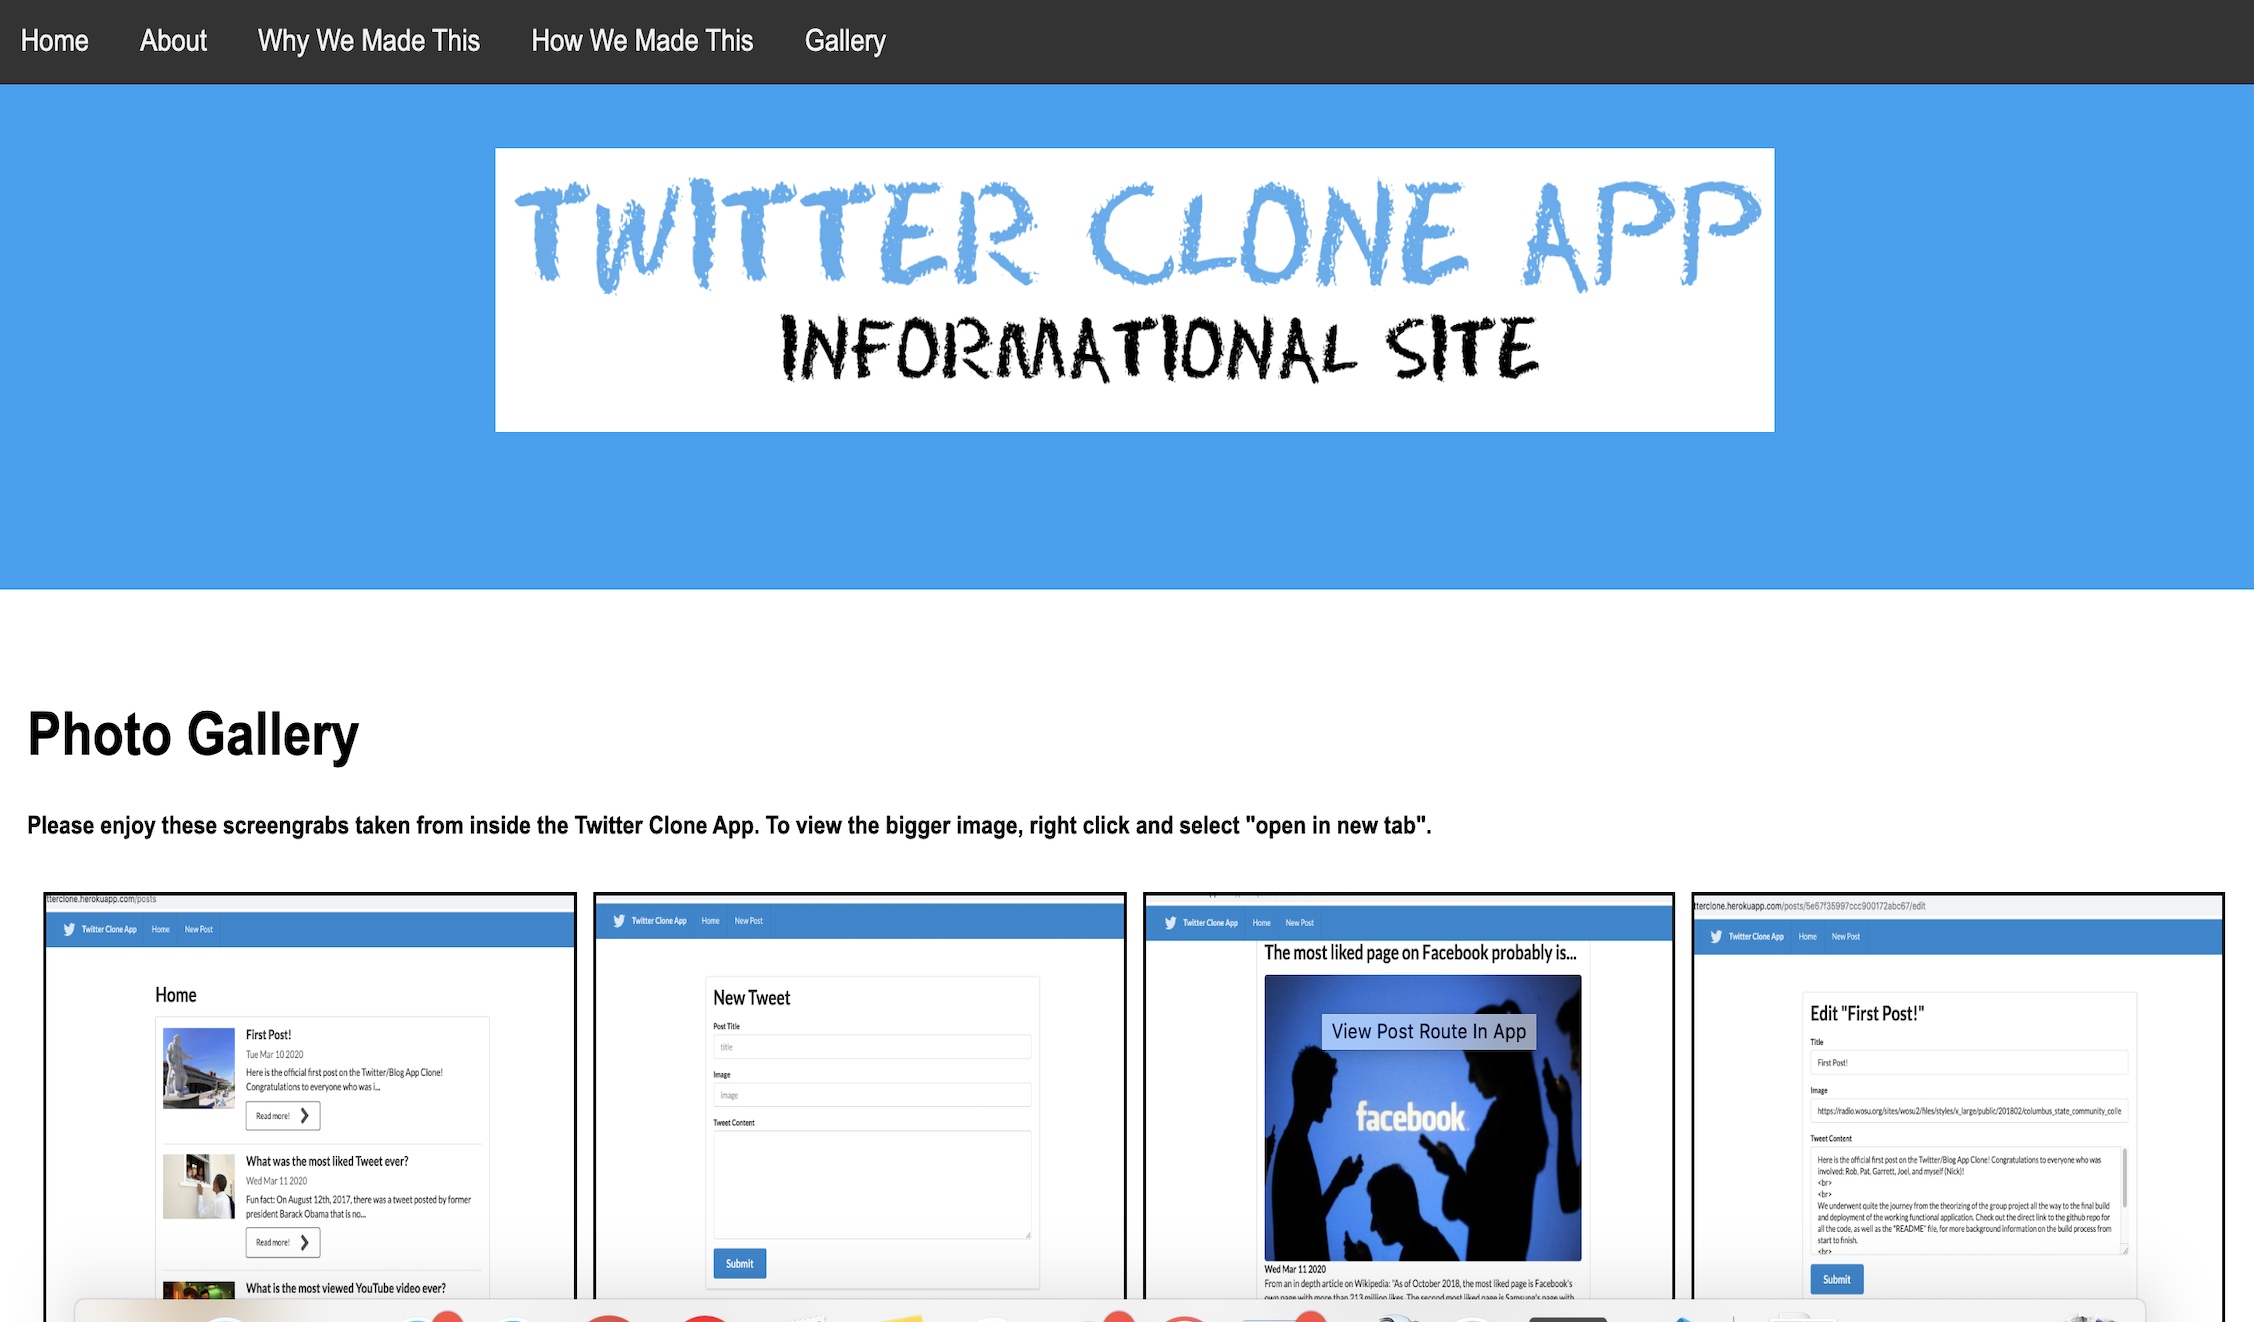 Home About Why We Made This How We Made This Gallery
TWITTER CLONE APP
INFORMATIONAL SITE
Photo Gallery
Please enjoy these screengrabs taken from inside the Twitter Clone App. To view the bigger image, right click and select "open in new tab".
tterclone.herokuapp.com/posts
Twitter Clone App Home New Post
Home
First Post!
Tue Mar 10 2020
Here is the official first post on the Twitter/Blog App Clone!
Congratulations to everyone who was i...
Read more!
What was the most liked Tweet ever?
Wed Mar 11 2020
Fun fact: On August 12th, 2017, there was a tweet posted by former
president Barack Obama that is no...
Read more!
What is the most viewed YouTube video ever?
Twitter Clone App Home New Post
New Tweet
Post Title
title
Image
image
Tweet Content
Submit
Twitter Clone App Home New Post
The most liked page on Facebook probably is...
View Post Route In App
facebook
Wed Mar 11 2020
From an in depth article on Wikipedia: "As of October 2018, the most liked page is Facebook's
own page with more than 213 million likes. The second most liked page is Samsung's page with
tterclone.herokuapp.com/posts/5e67f35997ccc900172abc67/edit
Twitter Clone App Home New Post
Edit "First Post!"
Title
First Post!
Image
https://radio.wosu.org/sites/wosu2/files/styles/x_large/public/201802/columbus_state_community_colle
Tweet Content
Here is the official first post on the Twitter/Blog App Clone! Congratulations to everyone who was
involved: Rob, Pat, Garrett, Joel, and myself (Nick)!
<br>
<br>
We underwent quite the journey from the theorizing of the group project all the way to the final build
and deployment of the working functional application. Check out the direct link to the github repo for
all the code, as well as the "README" file, for more background information on the build process from
start to finish.
<br>
Submit